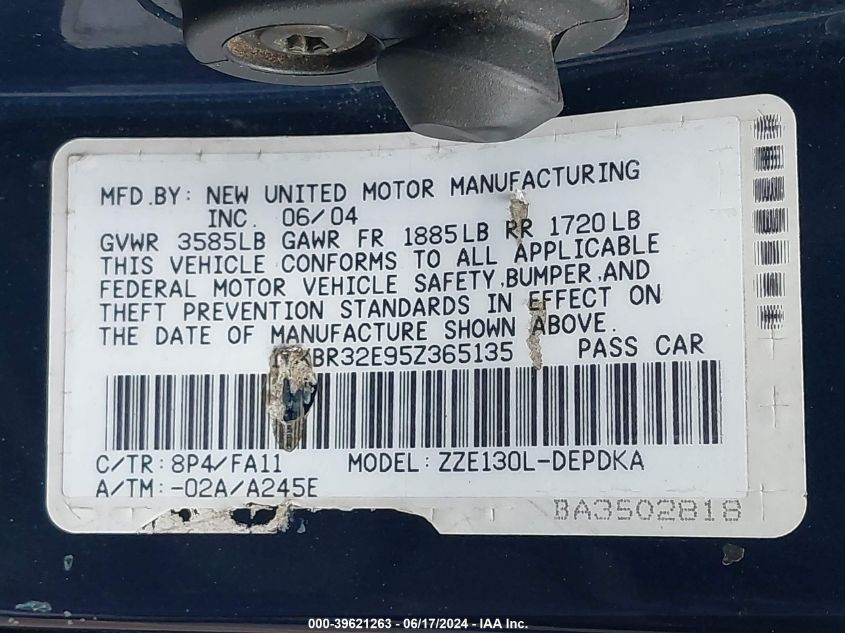 MFD.BY: NEW UNITED MOTOR MANUFACTURING
INC. 06/04
GVWR 3585LB GAWR FR 1885LB RR 1720LB
THIS VEHICLE CONFORMS TO ALL APPLICABLE
FEDERAL MOTOR VEHICLE SAFETY,BUMPER,AND
THEFT PREVENTION STANDARDS IN EFFECT ON
THE DATE OF MANUFACTURE SHOWN ABOVE.
BR32E95Z365135 PASS CAR
C/TR: 8P4/FA11 MODEL: ZZE130L-DEPDKA
A/TM: -02A/A245E
BA3502818
000-39621263 - 06/17/2024 - IAA Inc.